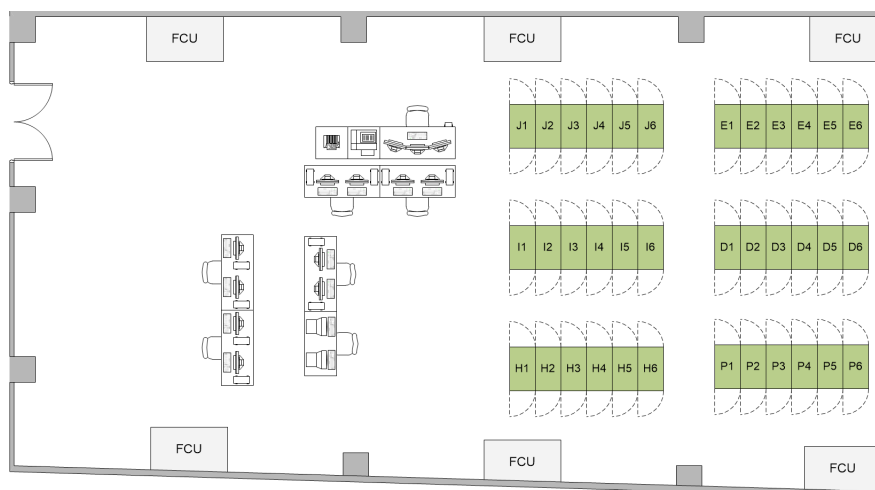 FCU FCU FCU
J1 J2 J3 J4 J5 J6 E1 E2 E3 E4 E5 E6
I1 I2 I3 I4 I5 I6 D1 D2 D3 D4 D5 D6
H1 H2 H3 H4 H5 H6 P1 P2 P3 P4 P5 P6
FCU FCU FCU